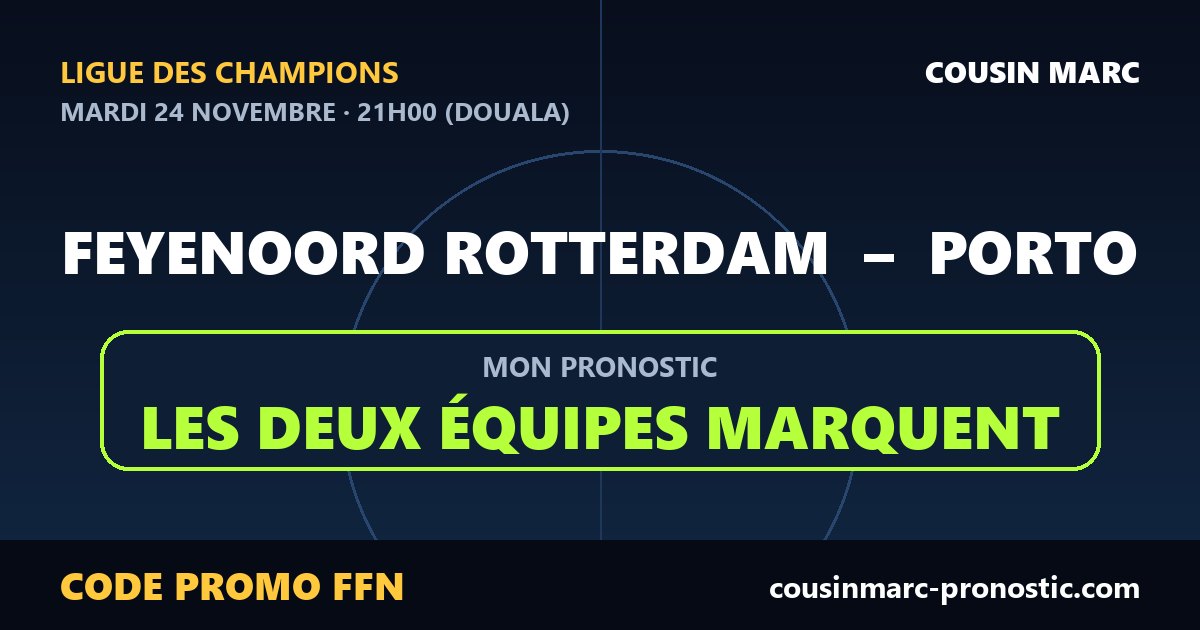 LIGUE DES CHAMPIONS
COUSIN MARC
MARDI 24 NOVEMBRE · 21H00 (DOUALA)
FEYENOORD ROTTERDAM – PORTO
MON PRONOSTIC
LES DEUX ÉQUIPES MARQUENT
CODE PROMO FFN
cousinmarc-pronostic.com